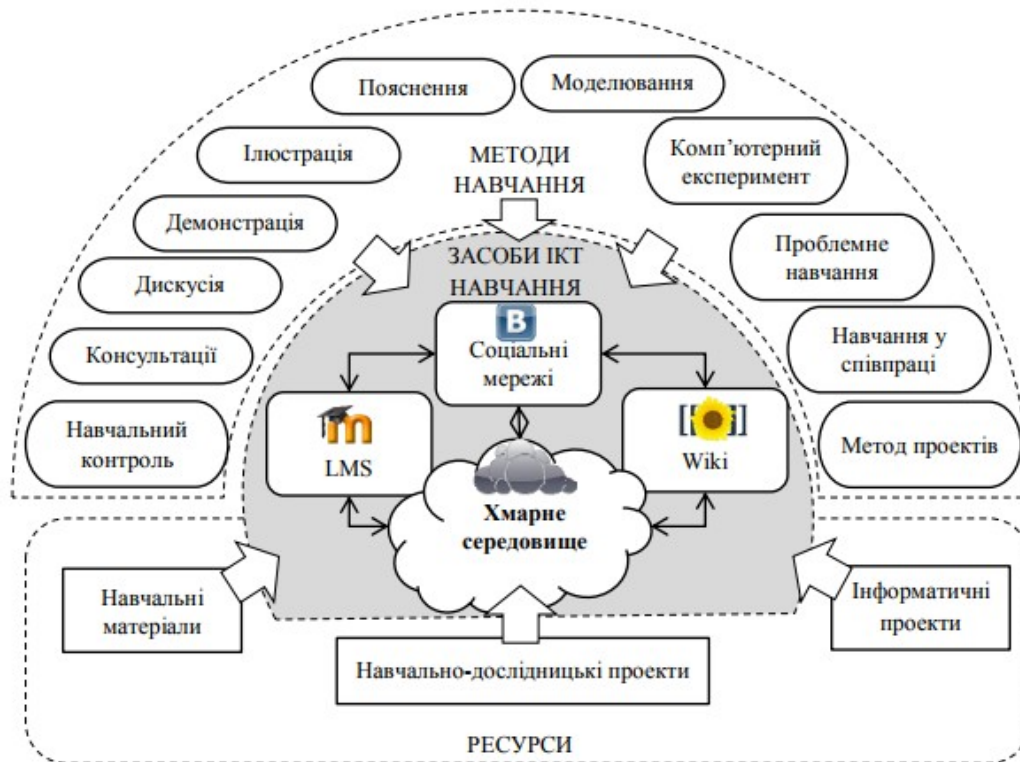 Пояснення
Моделювання
Ілюстрація
МЕТОДИ
НАВЧАННЯ
Комп’ютерний
експеримент
Демонстрація
Проблемне
навчання
Дискусія
ЗАСОБИ ІКТ
НАВЧАННЯ
Консультації
В
Соціальні
мережі
Навчання у
співпраці
Навчальний
контроль
m
LMS
[[ ]]
Wiki
Метод проектів
Хмарне
середовище
Навчальні
матеріали
Інформатичні
проекти
Навчально-дослідницькі проекти
РЕСУРСИ